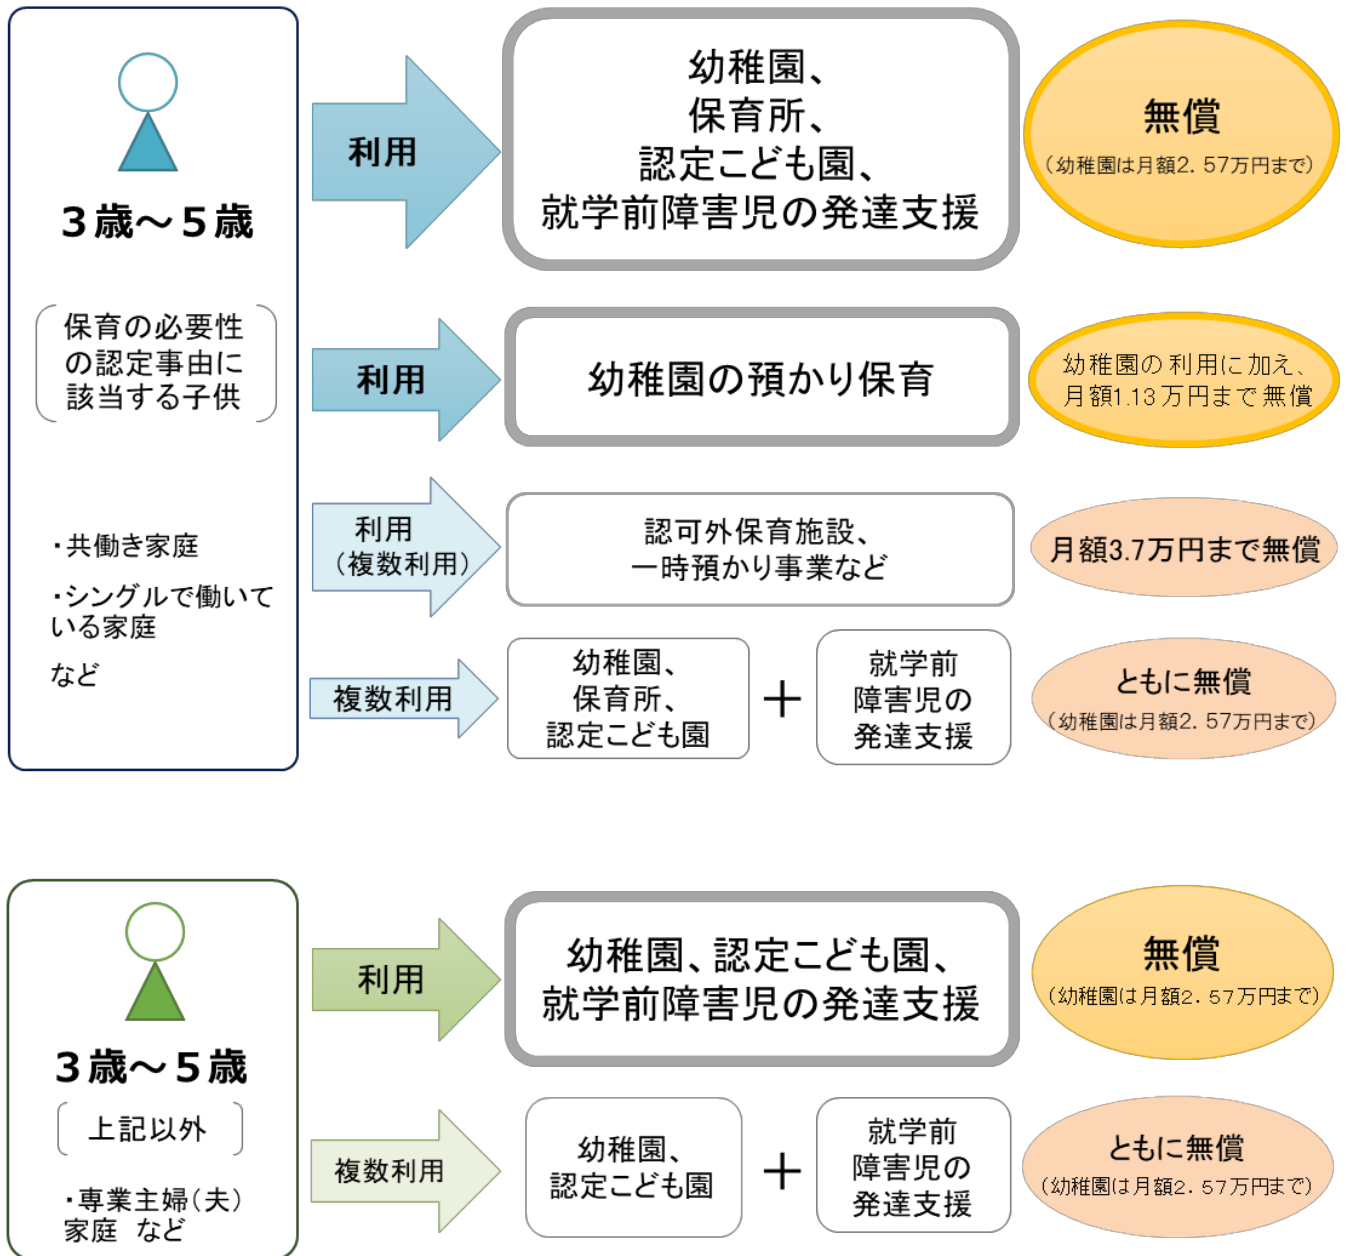 3歳～5歳
保育の必要性
の認定事由に
該当する子供
・共働き家庭
・シングルで働いて
いる家庭
など
利用
幼稚園、
保育所、
認定こども園、
就学前障害児の発達支援
無償
（幼稚園は月額2．57万円まで）
利用
幼稚園の預かり保育
幼稚園の利用に加え、
月額1.13万円まで無償
利用
（複数利用）
認可外保育施設、
一時預かり事業など
月額3.7万円まで無償
複数利用
幼稚園、
保育所、
認定こども園
＋
就学前
障害児の
発達支援
ともに無償
（幼稚園は月額2．57万円まで）
3歳～5歳
上記以外
・専業主婦（夫）
家庭 など
利用
幼稚園、認定こども園、
就学前障害児の発達支援
無償
（幼稚園は月額2．57万円まで）
複数利用
幼稚園、
認定こども園
＋
就学前
障害児の
発達支援
ともに無償
（幼稚園は月額2．57万円まで）